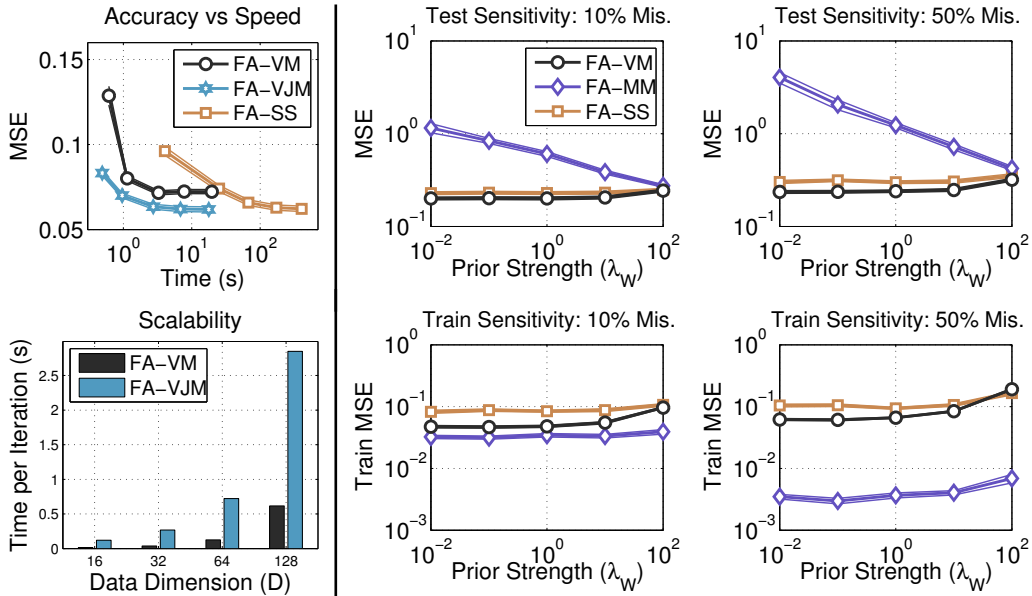 Accuracy vs Speed
0.15
0.1
0.05
MSE
FA−VM
FA−VJM
FA−SS
10^0
10^1
10^2
Time (s)
Test Sensitivity: 10% Mis.
10^1
10^0
10^−1
MSE
FA−VM
FA−MM
FA−SS
10^−2
10^0
10^2
Prior Strength (λ_W)
Test Sensitivity: 50% Mis.
10^1
10^0
10^−1
MSE
10^−2
10^0
10^2
Prior Strength (λ_W)
Scalability
2.5
2
1.5
1
0.5
0
Time per Iteration (s)
FA−VM
FA−VJM
16
32
64
128
Data Dimension (D)
Train Sensitivity: 10% Mis.
10^0
10^−1
10^−2
10^−3
Train MSE
10^−2
10^0
10^2
Prior Strength (λ_W)
Train Sensitivity: 50% Mis.
10^0
10^−1
10^−2
10^−3
Train MSE
10^−2
10^0
10^2
Prior Strength (λ_W)